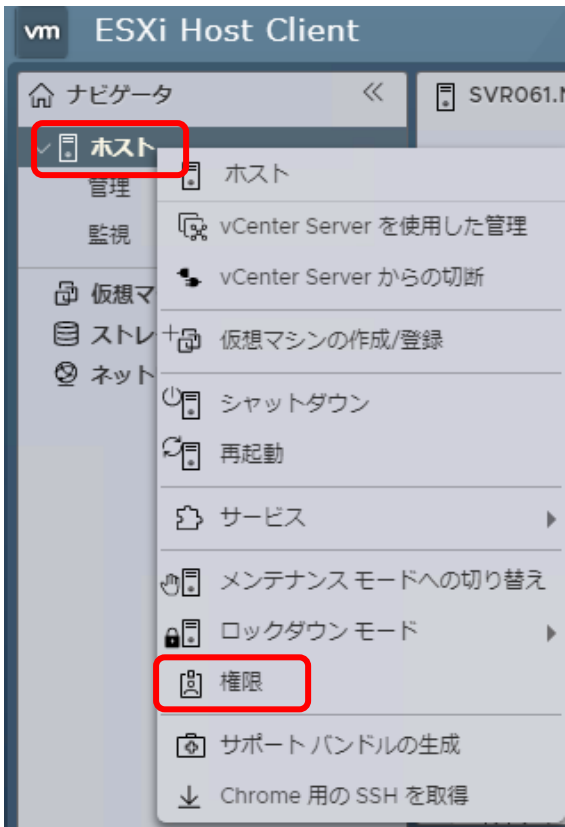 vm ESXi Host Client
ナビゲータ
SVR061.
ホスト
管理
監視
仮想マ
ストレ
ネット
ホスト
vCenter Server を使用した管理
vCenter Server からの切断
仮想マシンの作成/登録
シャットダウン
再起動
サービス
メンテナンス モードへの切り替え
ロックダウン モード
権限
サポート バンドルの生成
Chrome 用の SSH を取得